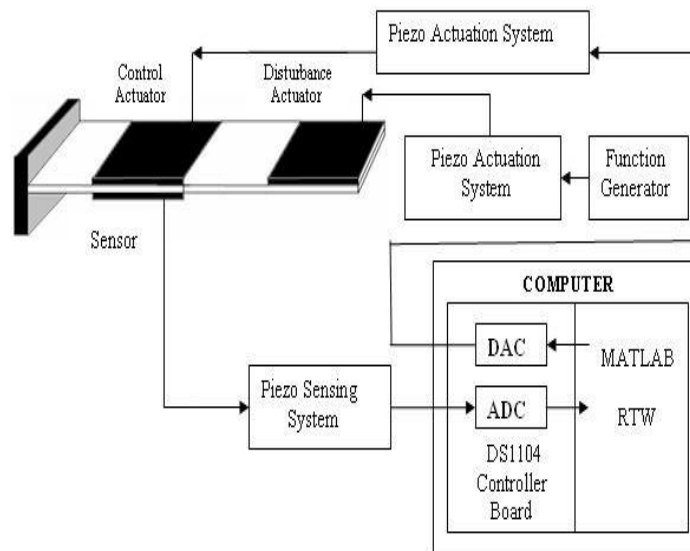 Piezo Actuation System
Control
Actuator
Disturbance
Actuator
Piezo Actuation
System
Function
Generator
Sensor
COMPUTER
DAC
MATLAB
Piezo Sensing
System
ADC
RTW
DS1104
Controller
Board